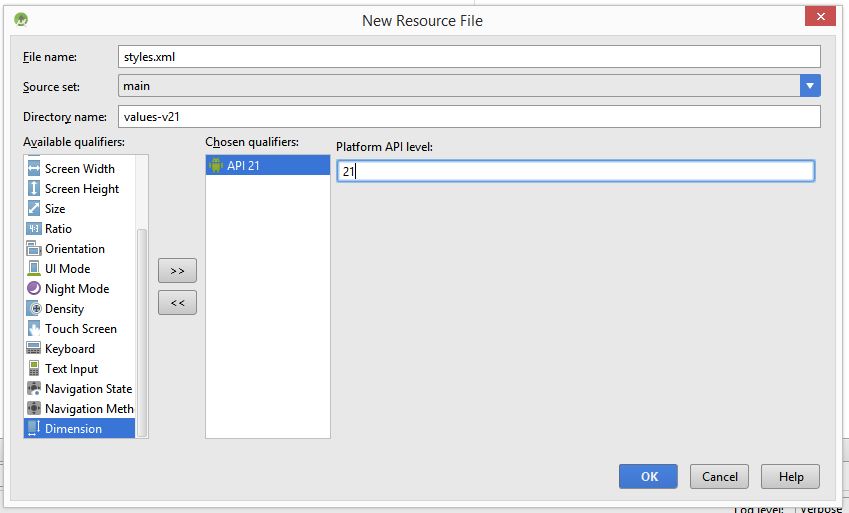 New Resource File
File name: styles.xml
Source set: main
Directory name: values-v21
Available qualifiers:
Chosen qualifiers:
Platform API level:
Screen Width
Screen Height
Size
Ratio
Orientation
UI Mode
Night Mode
Density
Touch Screen
Keyboard
Text Input
Navigation State
Navigation Meth
Dimension
>>
<<
API 21
21
OK
Cancel
Help
Log level: Verbose